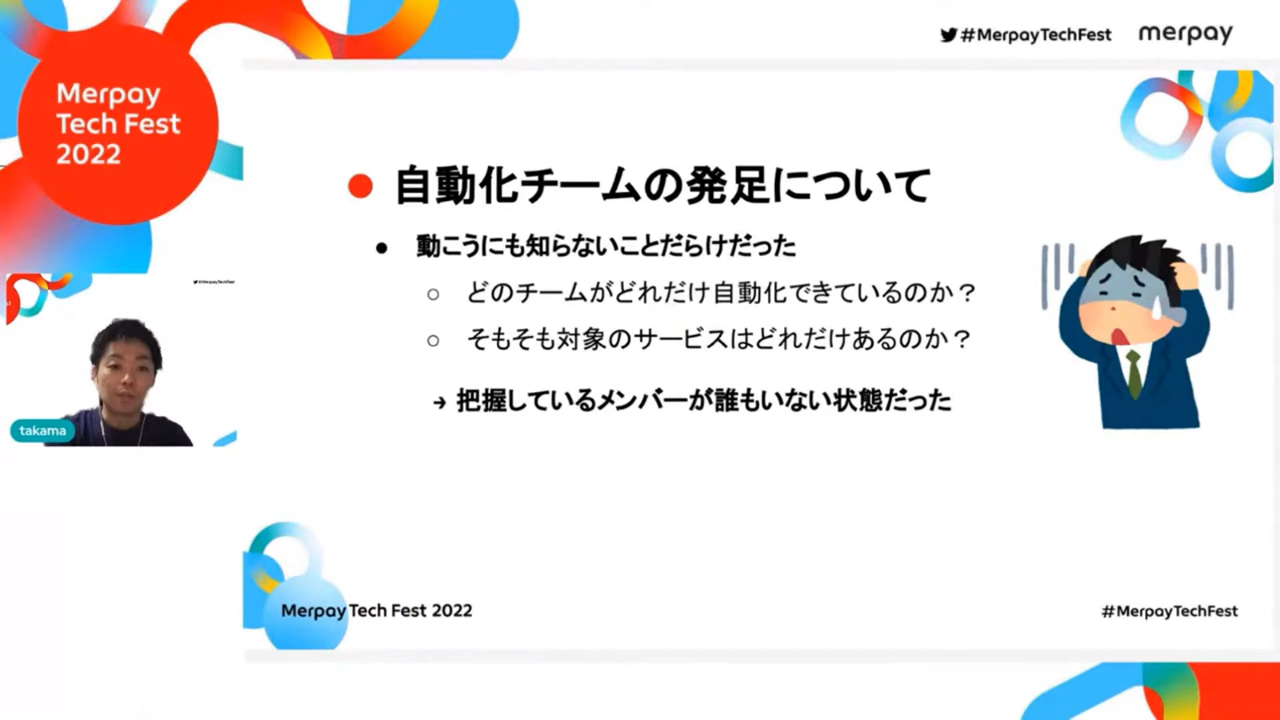 #MerpayTechFest
merpay
Merpay
Tech Fest
2022
自動化チームの発足について
動こうにも知らないことだらけだった
どのチームがどれだけ自動化できているのか？
そもそも対象のサービスはどれだけあるのか？
→ 把握しているメンバーが誰もいない状態だった
takama
Merpay Tech Fest 2022
#MerpayTechFest